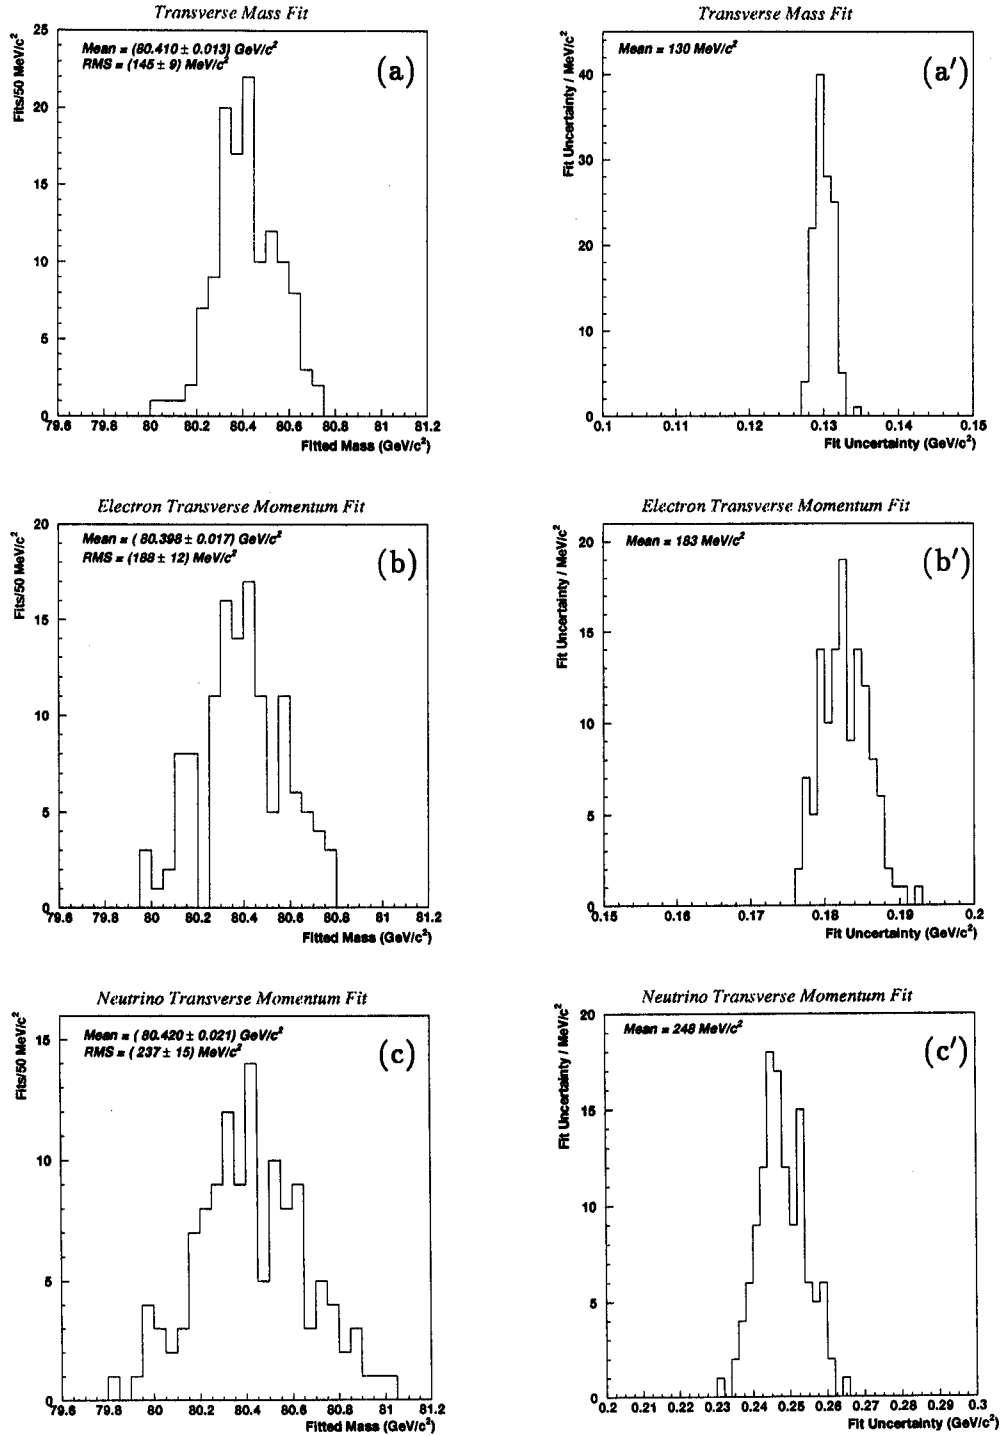 Transverse Mass Fit
Mean = (80.410 ± 0.013) GeV/c²
RMS = (145 ± 9) MeV/c²
(a)
Fits/50 MeV/c²
25
20
15
10
5
0
79.6 79.8 80 80.2 80.4 80.6 80.8 81 81.2
Fitted Mass (GeV/c²)
Transverse Mass Fit
Mean = 130 MeV/c²
(a′)
Fit Uncertainty / MeV/c²
40
30
20
10
0
0.1 0.11 0.12 0.13 0.14 0.15
Fit Uncertainty (GeV/c²)
Electron Transverse Momentum Fit
Mean = ( 80.398 ± 0.017) GeV/c²
RMS = (188 ± 12) MeV/c²
(b)
Fits/50 MeV/c²
20
15
10
5
0
79.6 79.8 80 80.2 80.4 80.6 80.8 81 81.2
Fitted Mass (GeV/c²)
Electron Transverse Momentum Fit
Mean = 183 MeV/c²
(b′)
Fit Uncertainty / MeV/c²
20
15
10
5
0
0.15 0.16 0.17 0.18 0.19 0.2
Fit Uncertainty (GeV/c²)
Neutrino Transverse Momentum Fit
Mean = ( 80.420 ± 0.021) GeV/c²
RMS = ( 237 ± 15) MeV/c²
(c)
Fits/50 MeV/c²
15
10
5
0
79.6 79.8 80 80.2 80.4 80.6 80.8 81 81.2
Fitted Mass (GeV/c²)
Neutrino Transverse Momentum Fit
Mean = 248 MeV/c²
(c′)
Fit Uncertainty / MeV/c²
20
15
10
5
0
0.2 0.21 0.22 0.23 0.24 0.25 0.26 0.27 0.28 0.29 0.3
Fit Uncertainty (GeV/c²)